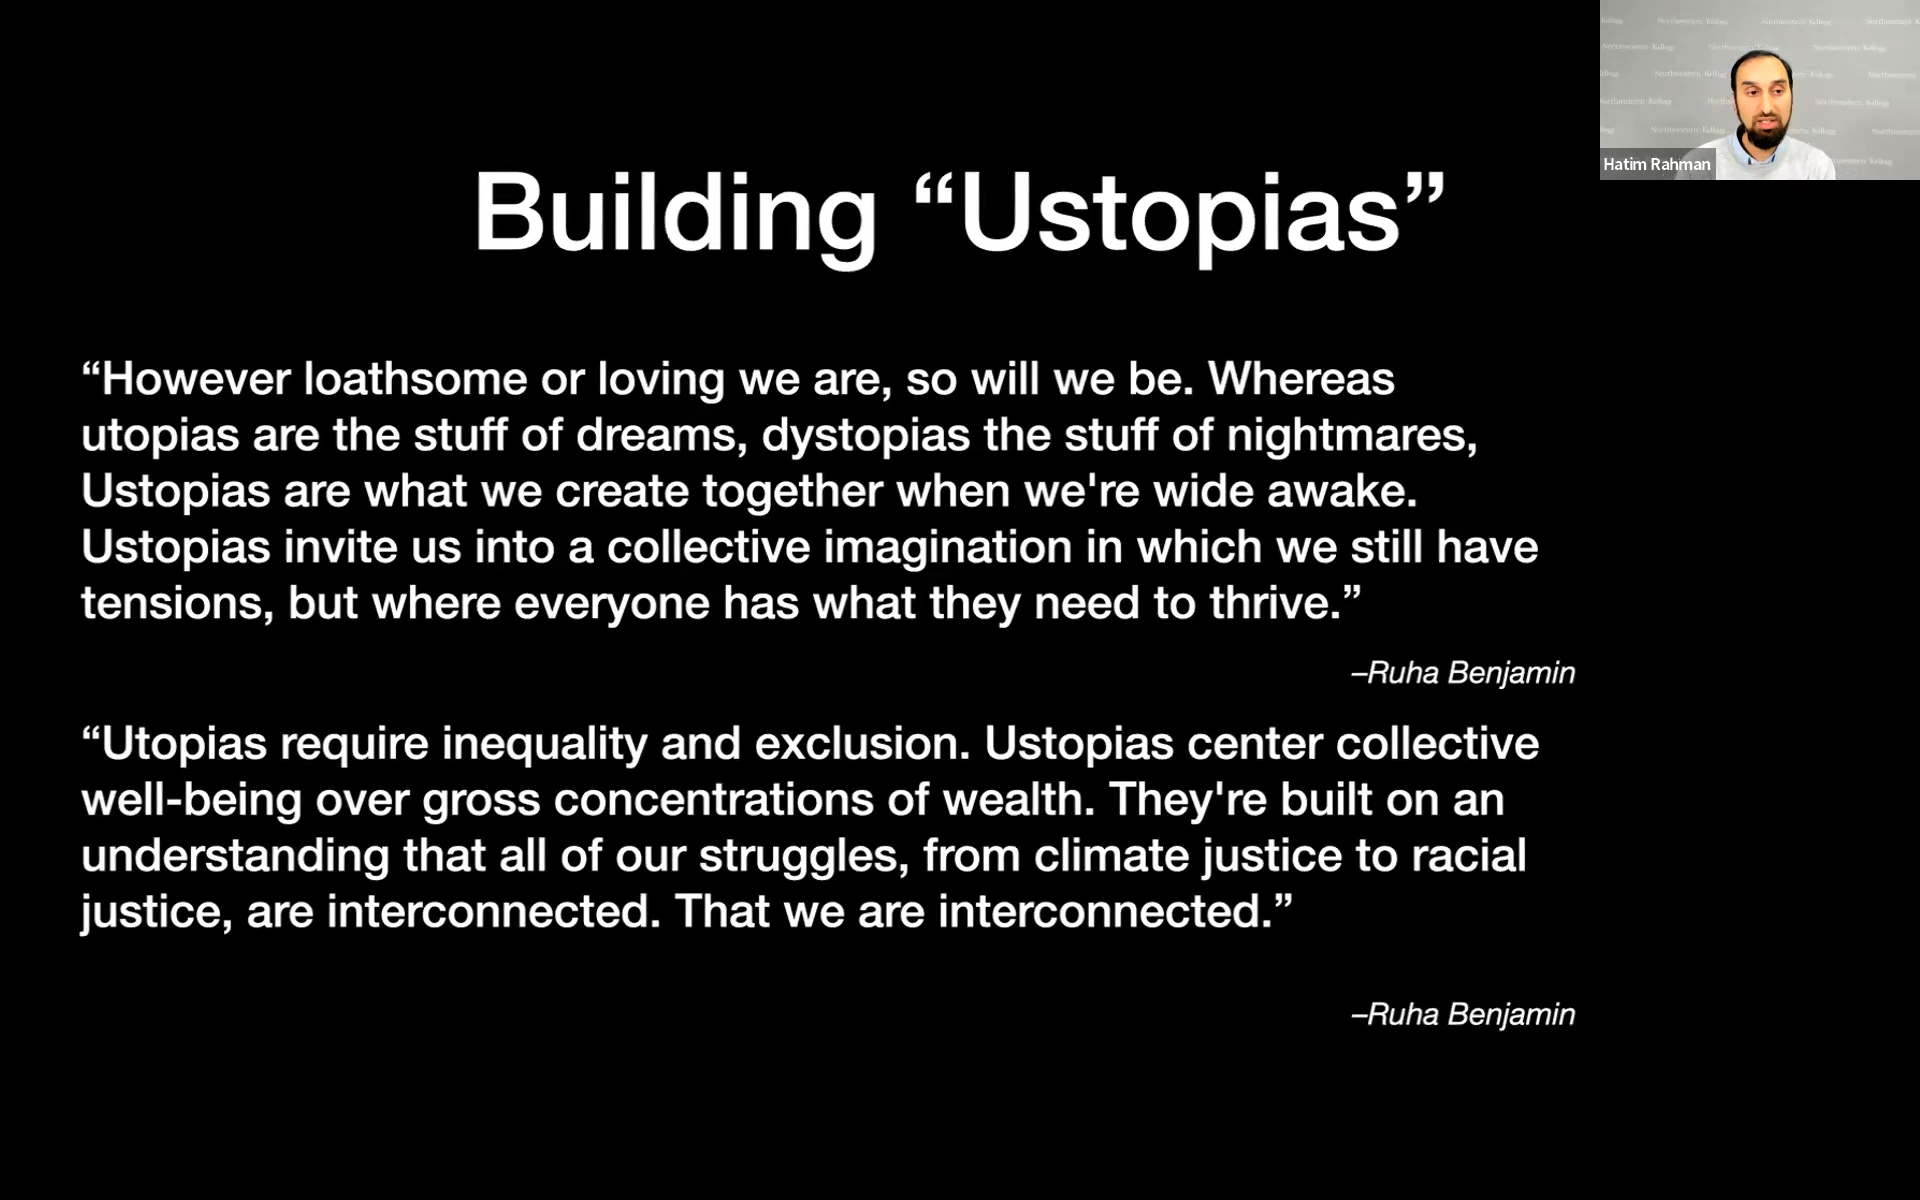 Northwestern Kellogg
Hatim Rahman
Building “Ustopias”
“However loathsome or loving we are, so will we be. Whereas
utopias are the stuff of dreams, dystopias the stuff of nightmares,
Ustopias are what we create together when we're wide awake.
Ustopias invite us into a collective imagination in which we still have
tensions, but where everyone has what they need to thrive.”
–Ruha Benjamin
“Utopias require inequality and exclusion. Ustopias center collective
well-being over gross concentrations of wealth. They're built on an
understanding that all of our struggles, from climate justice to racial
justice, are interconnected. That we are interconnected.”
–Ruha Benjamin